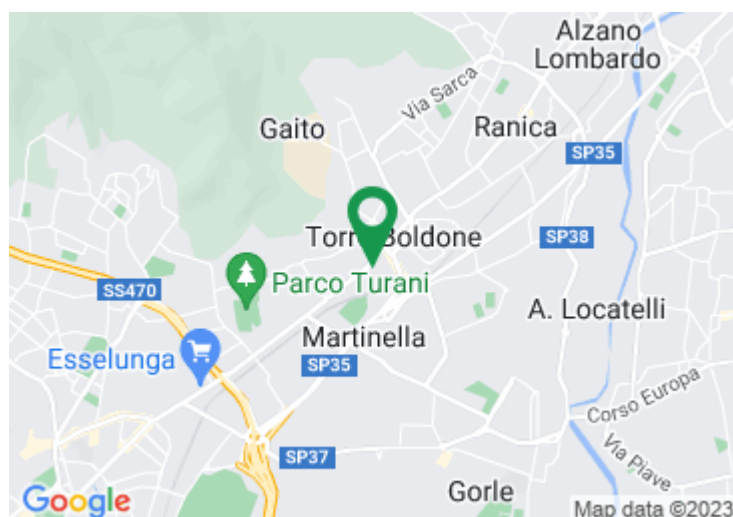 Alzano
Lombardo
Via Sarca
Gaito
Ranica
SP35
Torre Boldone
SP38
Parco Turani
SS470
A. Locatelli
Martinella
Esselunga
SP35
Corso Europa
SP37
Via Piave
Gorle
Google
Map data ©2023